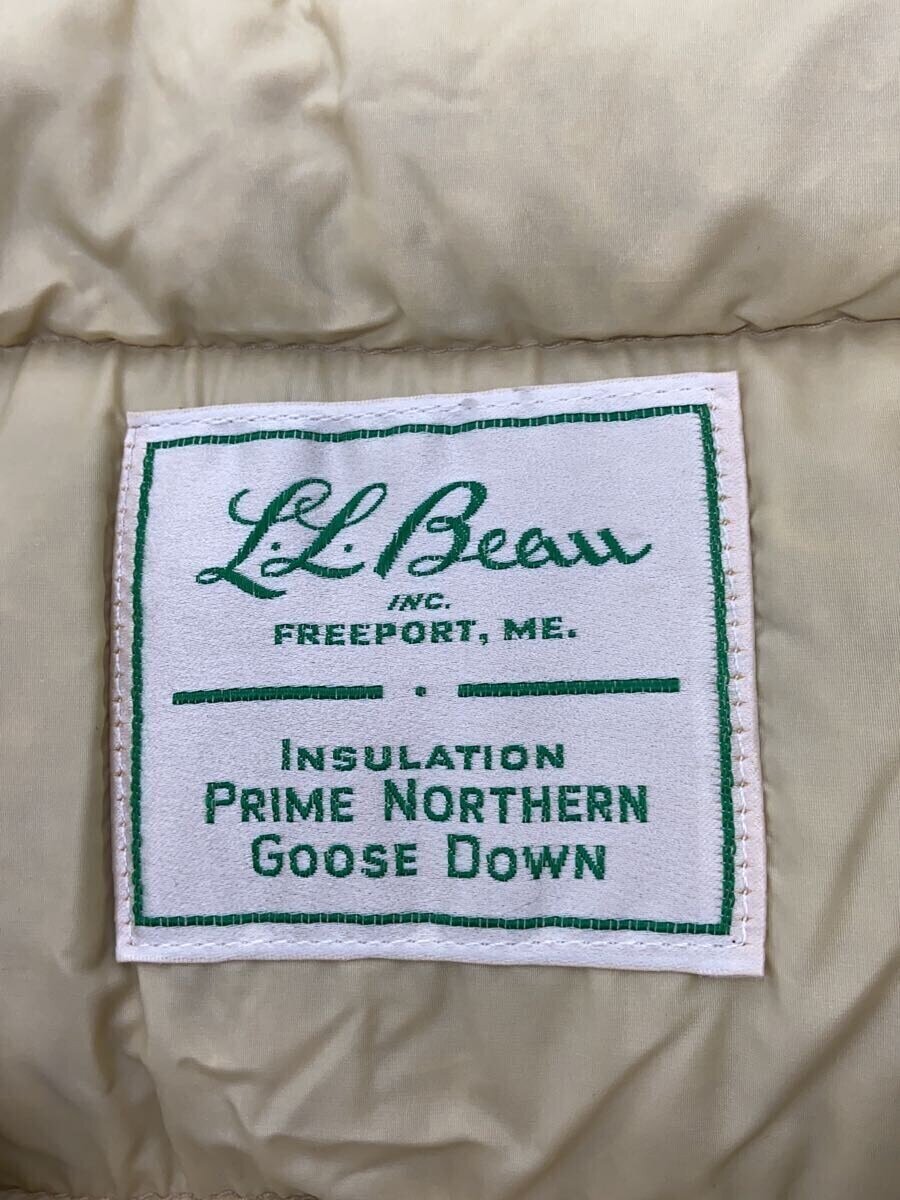 L.L.Bean
INC.
FREEPORT, ME.
INSULATION
PRIME NORTHERN
GOOSE DOWN